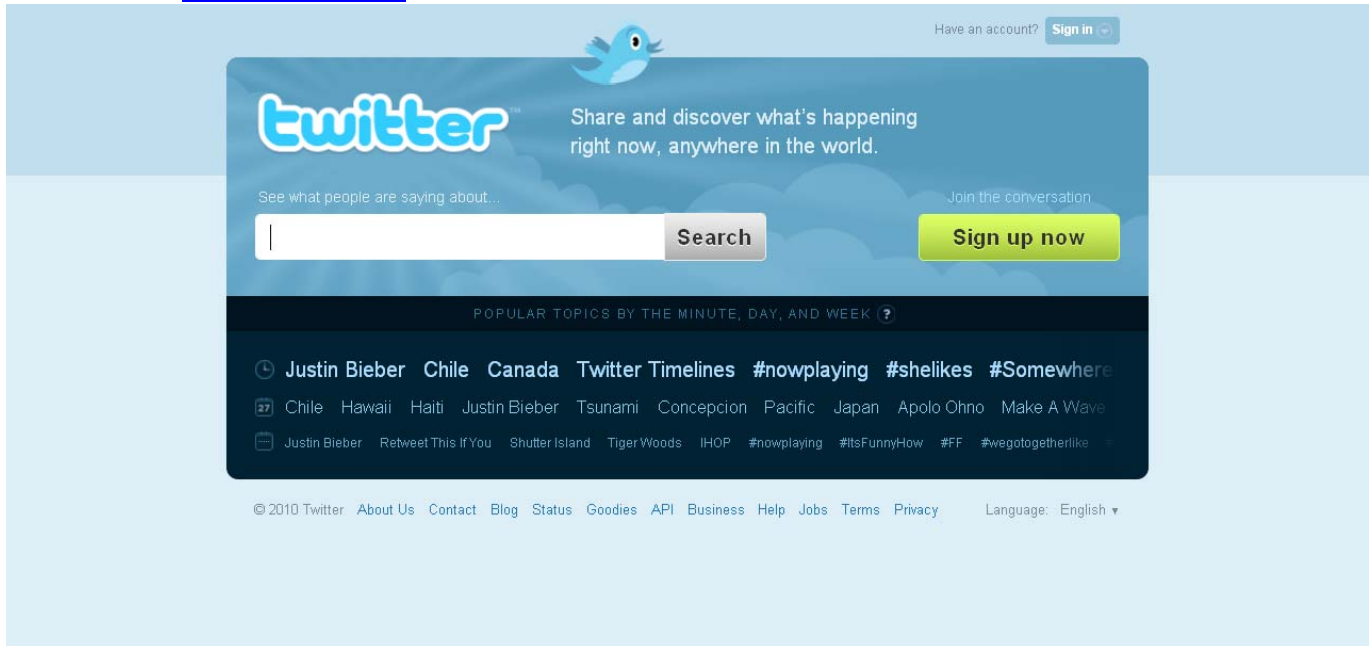 Have an account? Sign in
twitter™
Share and discover what's happening
right now, anywhere in the world.
See what people are saying about...
Join the conversation
Search
Sign up now
POPULAR TOPICS BY THE MINUTE, DAY, AND WEEK ?
Justin Bieber Chile Canada Twitter Timelines #nowplaying #shelikes #Somewhere
27 Chile Hawaii Haiti Justin Bieber Tsunami Concepcion Pacific Japan Apolo Ohno Make A Wave
Justin Bieber Retweet This If You Shutter Island Tiger Woods IHOP #nowplaying #ItsFunnyHow #FF #wegotogetherlike
© 2010 Twitter About Us Contact Blog Status Goodies API Business Help Jobs Terms Privacy Language: English